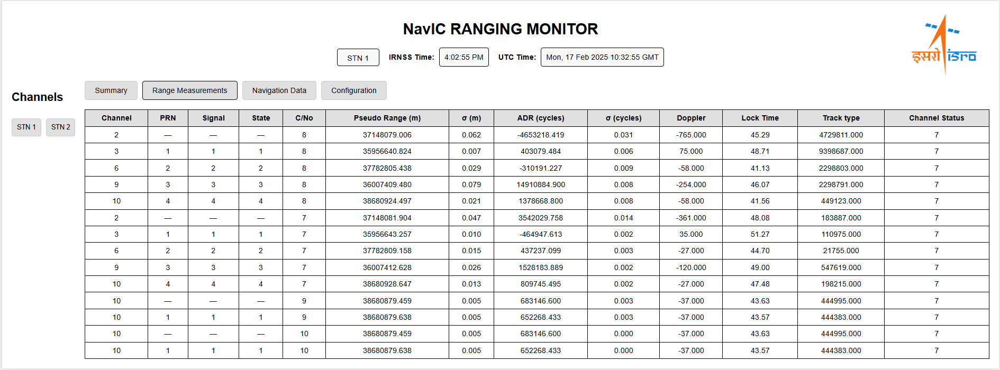 NavIC RANGING MONITOR
STN 1 IRNSS Time: 4:02:55 PM UTC Time: Mon, 17 Feb 2025 10:32:55 GMT
इसरो isro
Channels
STN 1 STN 2
Summary Range Measurements Navigation Data Configuration
Channel PRN Signal State C/No Pseudo Range (m) σ (m) ADR (cycles) σ (cycles) Doppler Lock Time Track type Channel Status
2 — — — 8 37148079.006 0.062 -4653218.419 0.031 -765.000 45.29 4729811.000 7
3 1 1 1 8 35956640.824 0.007 403079.484 0.006 75.000 48.71 9398687.000 7
6 2 2 2 8 37782805.438 0.029 -310191.227 0.009 -58.000 41.13 2298803.000 7
9 3 3 3 8 36007409.480 0.079 14910884.900 0.008 -254.000 46.07 2298791.000 7
10 4 4 4 8 38680924.497 0.021 1378668.800 0.008 -58.000 41.56 449123.000 7
2 — — — 7 37148081.904 0.047 3542029.758 0.014 -361.000 48.08 183887.000 7
3 1 1 1 7 35956643.257 0.010 -464947.613 0.002 35.000 51.27 110975.000 7
6 2 2 2 7 37782809.158 0.015 437237.099 0.003 -27.000 44.70 21755.000 7
9 3 3 3 7 36007412.628 0.026 1528183.889 0.002 -120.000 49.00 547619.000 7
10 4 4 4 7 38680928.647 0.013 809745.495 0.002 -27.000 47.48 198215.000 7
10 — — — 9 38680879.459 0.005 683146.600 0.003 -37.000 43.63 444995.000 7
10 1 1 1 9 38680879.638 0.005 652268.433 0.003 -37.000 43.57 444383.000 7
10 — — — 10 38680879.459 0.005 683146.600 0.000 -37.000 43.63 444995.000 7
10 1 1 1 10 38680879.638 0.005 652268.433 0.000 -37.000 43.57 444383.000 7